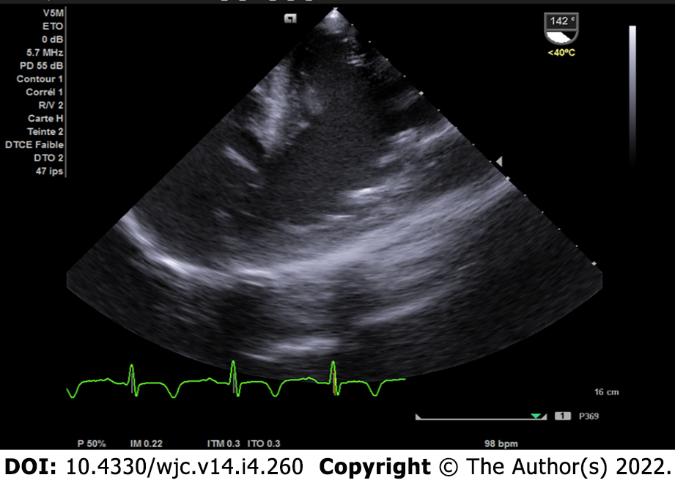 V5M
ETO
0 dB
5.7 MHz
PD 55 dB
Contour 1
Corrél 1
R/V 2
Carte H
Teinte 2
DTCE Faible
DTO 2
47 ips
142 °
<40°C
16 cm
1 P369
P 50% IM 0.22 ITM 0.3 ITO 0.3 98 bpm
DOI: 10.4330/wjc.v14.i4.260 Copyright © The Author(s) 2022.